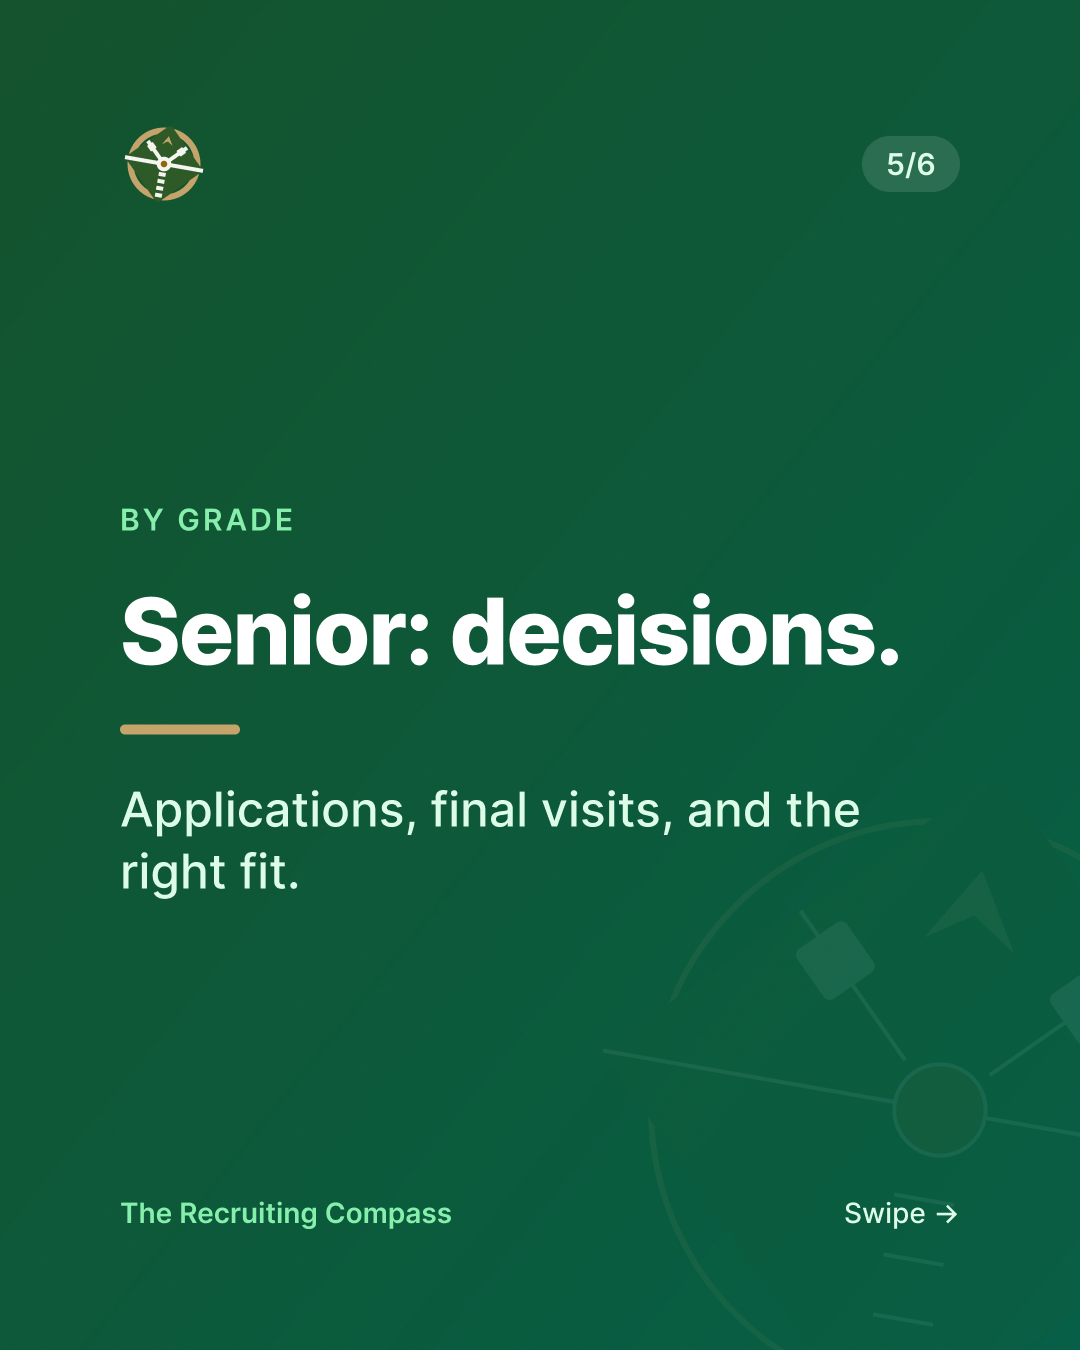 5/6
BY GRADE
Senior: decisions.
Applications, final visits, and the
right fit.
The Recruiting Compass
Swipe →